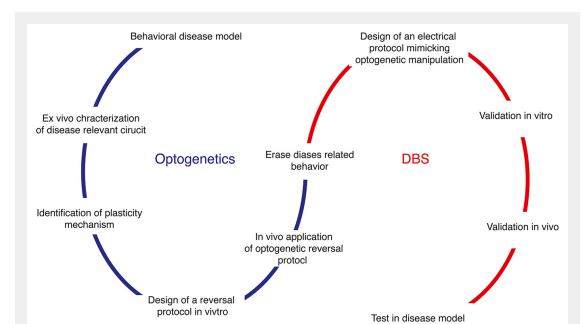 Behavioral disease model
Ex vivo chracterization
of disease relevant cirucit
Identification of plasticity
mechanism
Design of a reversal
protocol in vivtro
In vivo application
of optogenetic reversal
protocl
Optogenetics
Erase diases related
behavior
Design of an electrical
protocol mimicking
optogenetic manipulation
DBS
Validation in vitro
Validation in vivo
Test in disease model